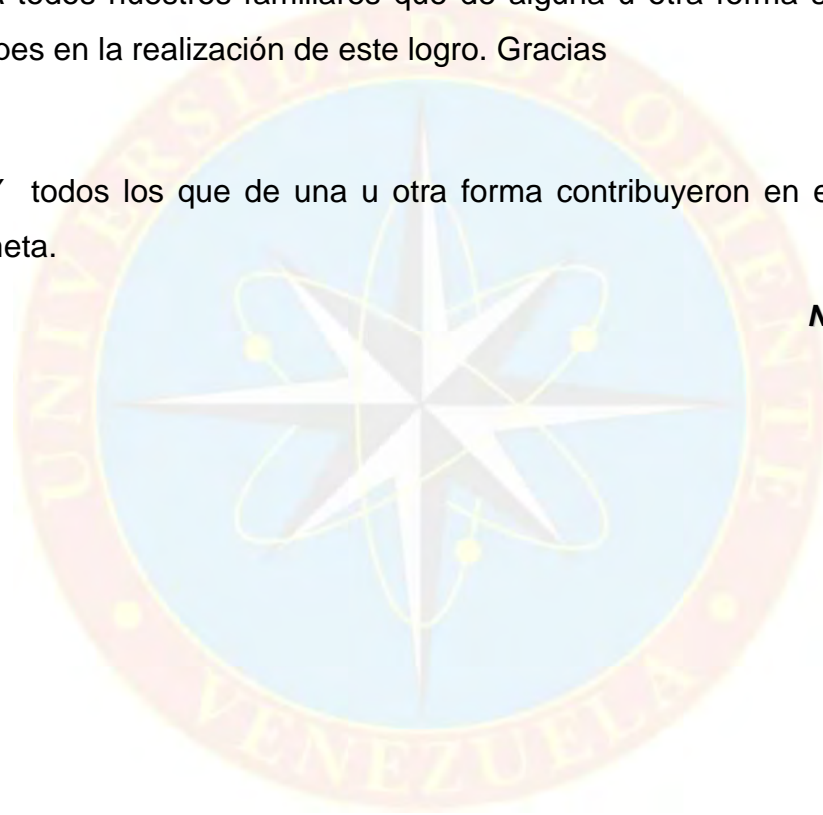 todos nuestros familiares que de alguna u otra forma
en la realización de este logro. Gracias
Y todos los que de una u otra forma contribuyeron en
N
UNIVERSIDAD DE ORIENTE
VENEZUELA